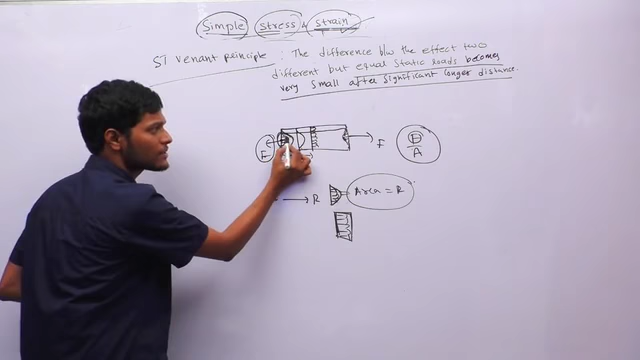 Simple stress & strain
ST venant principle : The difference b/w the effect two
different but equal static loads becomes
very small after significant longer distance.
F
F
A
R
Area = R